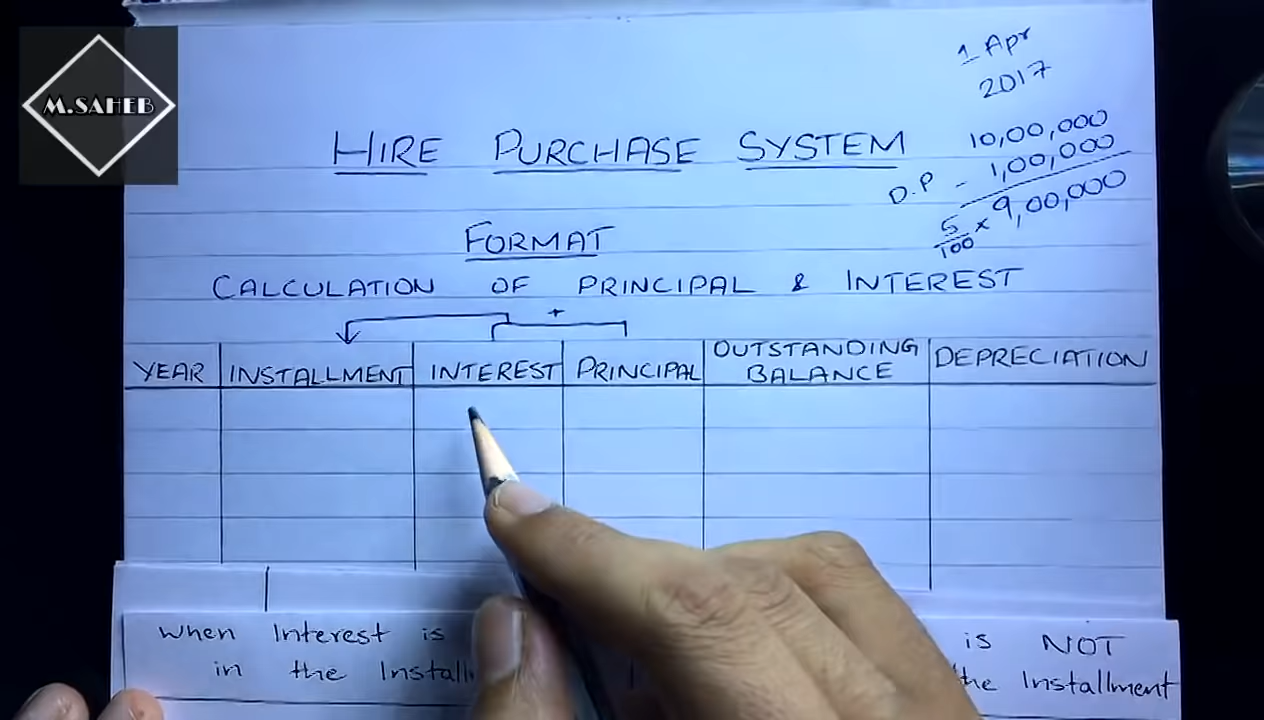 M.SAHEB
1 Apr
2017
HIRE PURCHASE SYSTEM
10,00,000
D.P - 1,00,000
5/100 × 9,00,000
FORMAT
CALCULATION OF PRINCIPAL & INTEREST
+
YEAR INSTALLMENT INTEREST PRINCIPAL OUTSTANDING BALANCE DEPRECIATION
When Interest is
in the Install
is NOT
the Installment